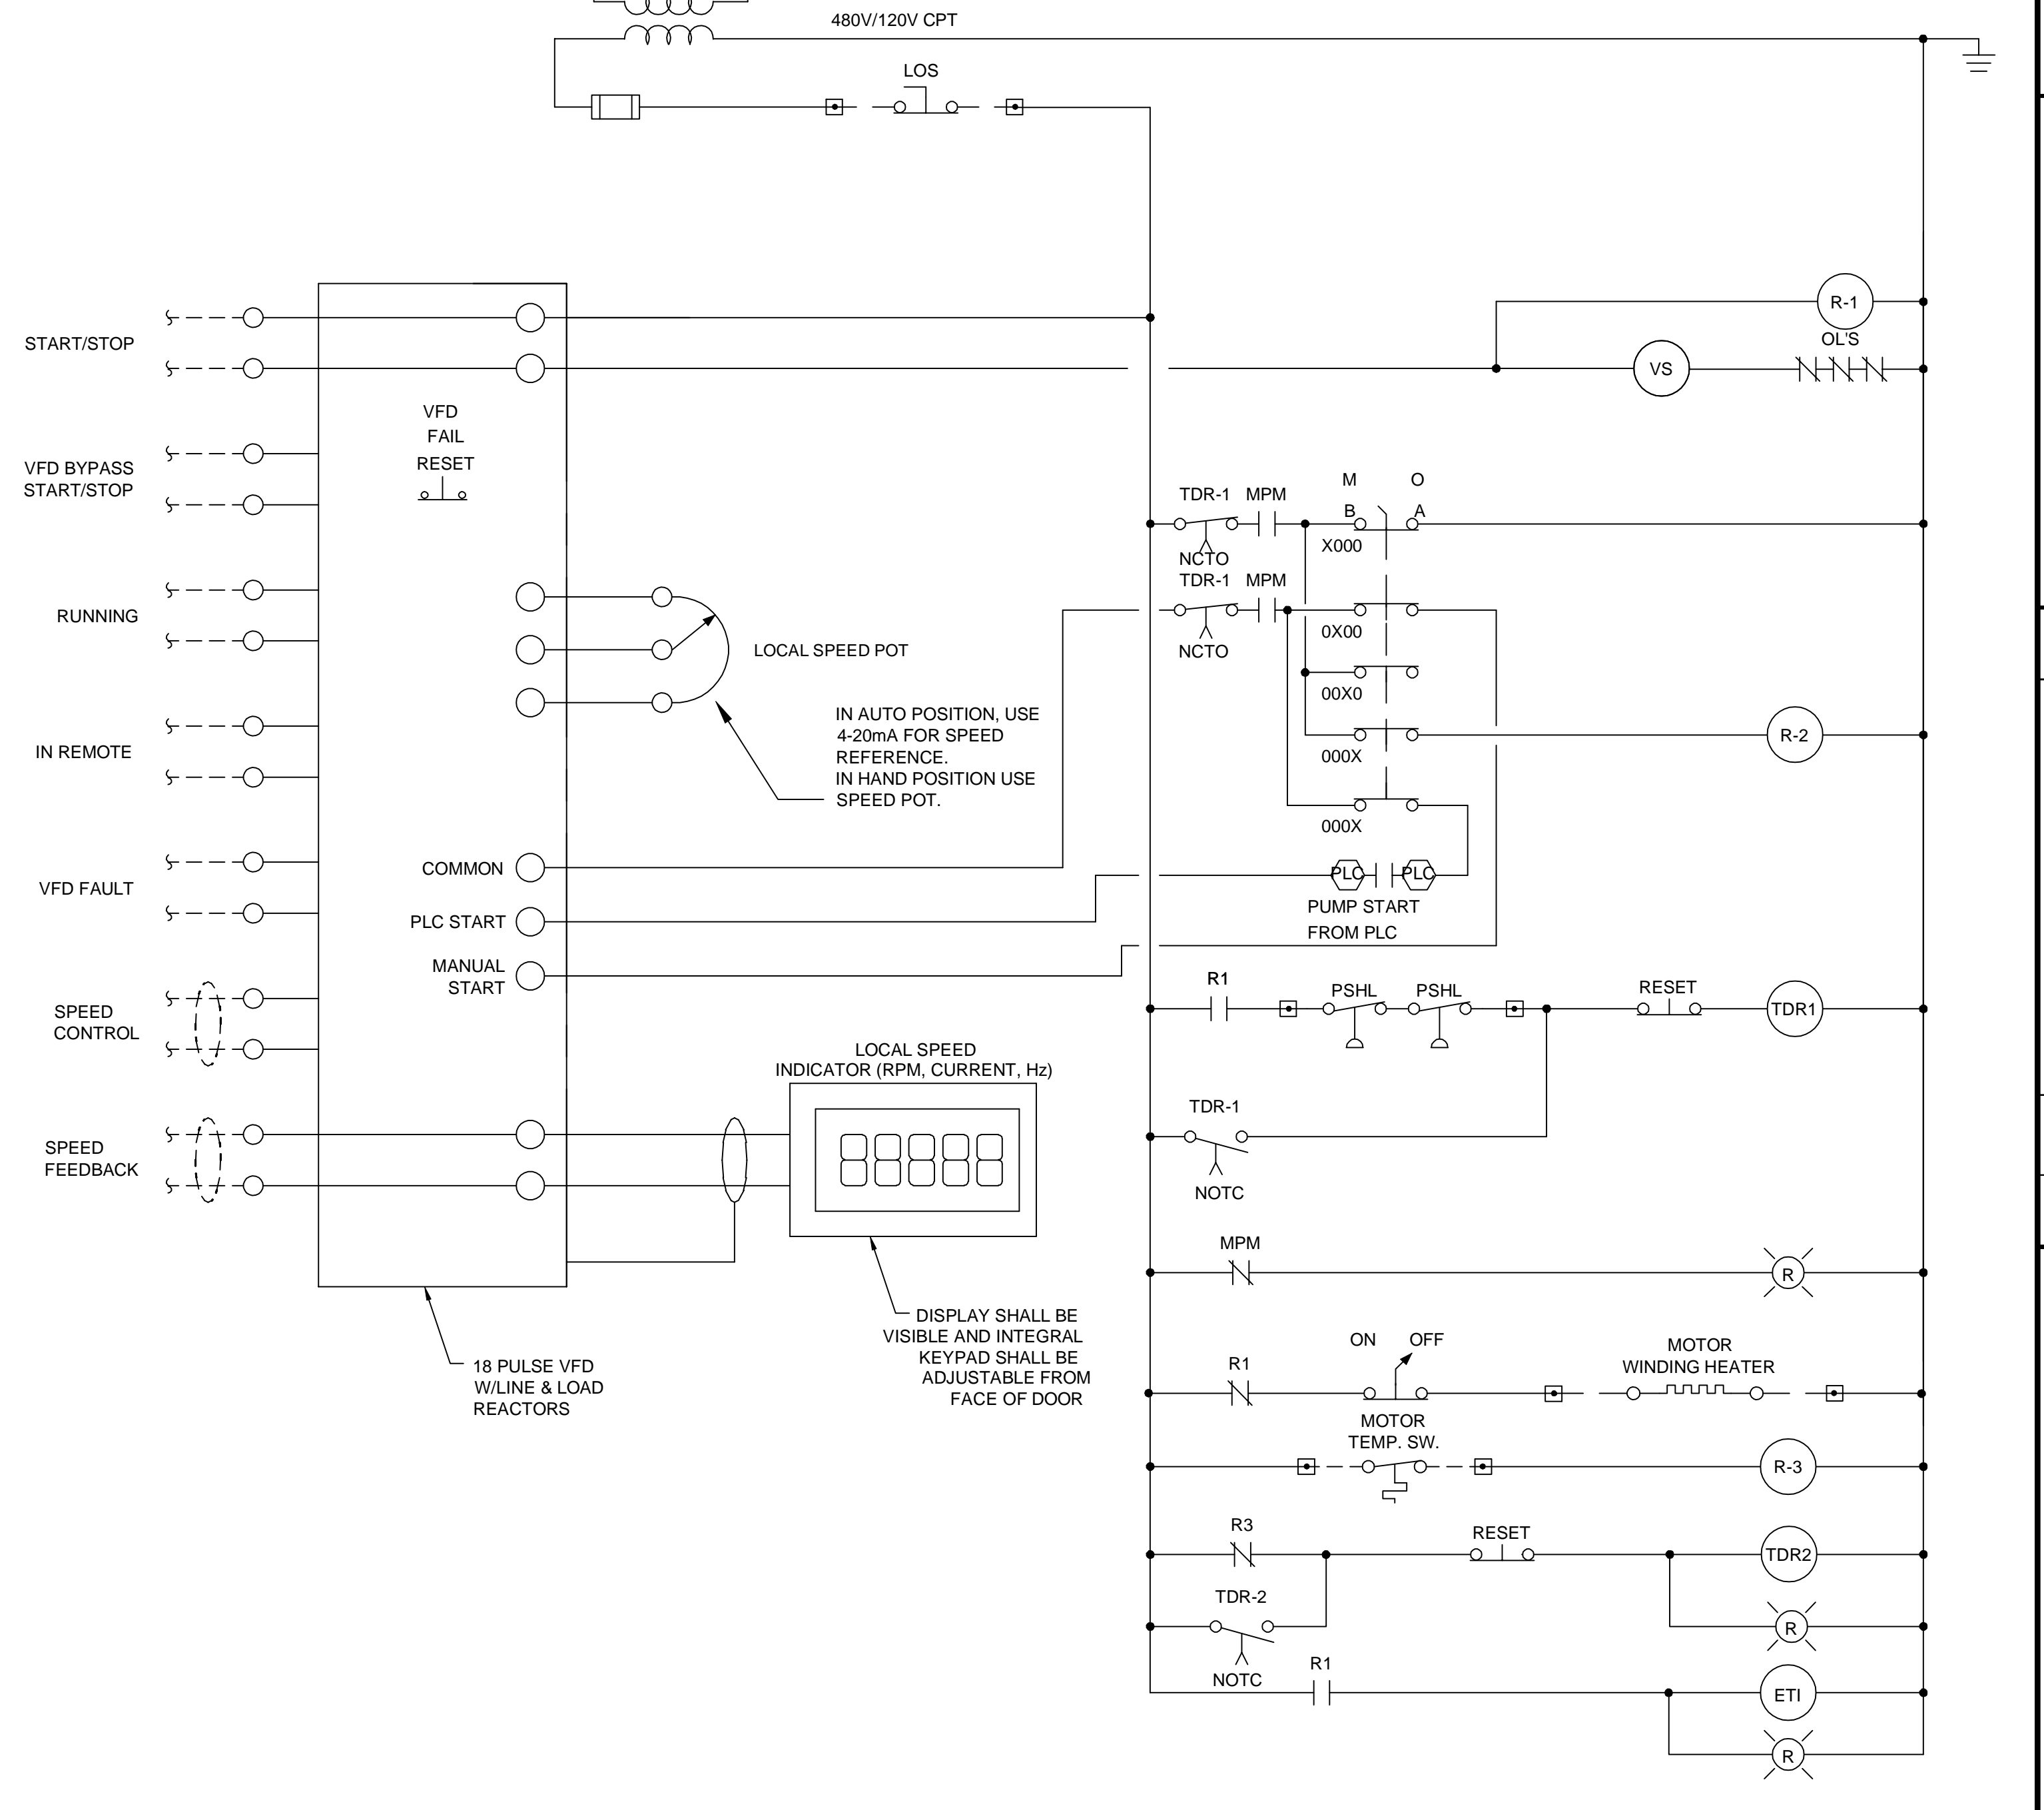 480V/120V CPT
LOS
R-1
OL'S
VS
START/STOP
VFD
FAIL
RESET
VFD BYPASS
START/STOP
RUNNING
IN REMOTE
VFD FAULT
SPEED
CONTROL
SPEED
FEEDBACK
LOCAL SPEED POT
IN AUTO POSITION, USE
4-20mA FOR SPEED
REFERENCE.
IN HAND POSITION USE
SPEED POT.
COMMON
PLC START
MANUAL
START
LOCAL SPEED
INDICATOR (RPM, CURRENT, Hz)
DISPLAY SHALL BE
VISIBLE AND INTEGRAL
KEYPAD SHALL BE
ADJUSTABLE FROM
FACE OF DOOR
18 PULSE VFD
W/LINE & LOAD
REACTORS
M O
TDR-1 MPM B A
NCTO X000
TDR-1 MPM
NCTO 0X00
00X0
000X R-2
000X
PLC PLC
PUMP START
FROM PLC
R1 PSHL PSHL RESET TDR1
TDR-1
NOTC
MPM
R
ON OFF
R1
MOTOR
WINDING HEATER
MOTOR
TEMP. SW.
R-3
R3 RESET TDR2
TDR-2
R
NOTC
R1
ETI
R